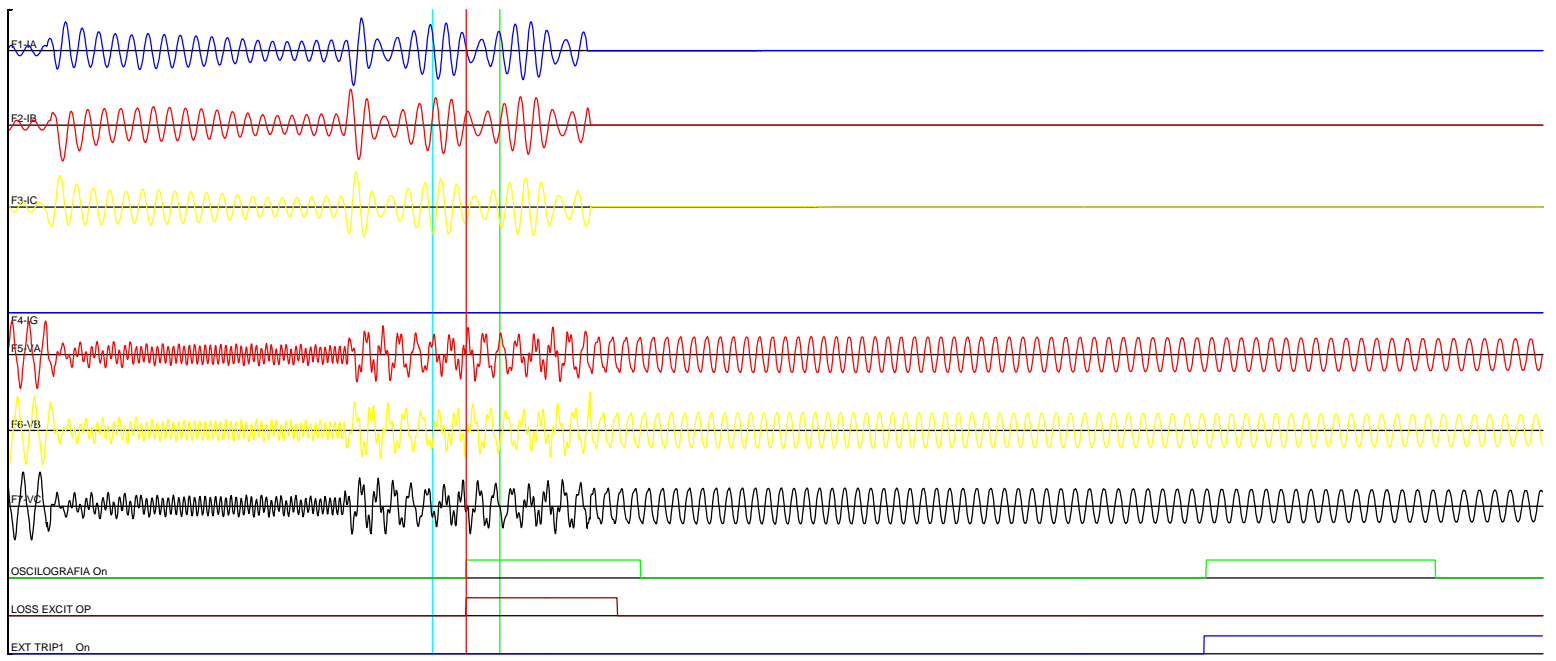 F1-IA
F2-IB
F3-IC
F4-IG
F5-VA
F6-VB
F7-VC
OSCILOGRAFIA On
LOSS EXCIT OP
EXT TRIP1 On